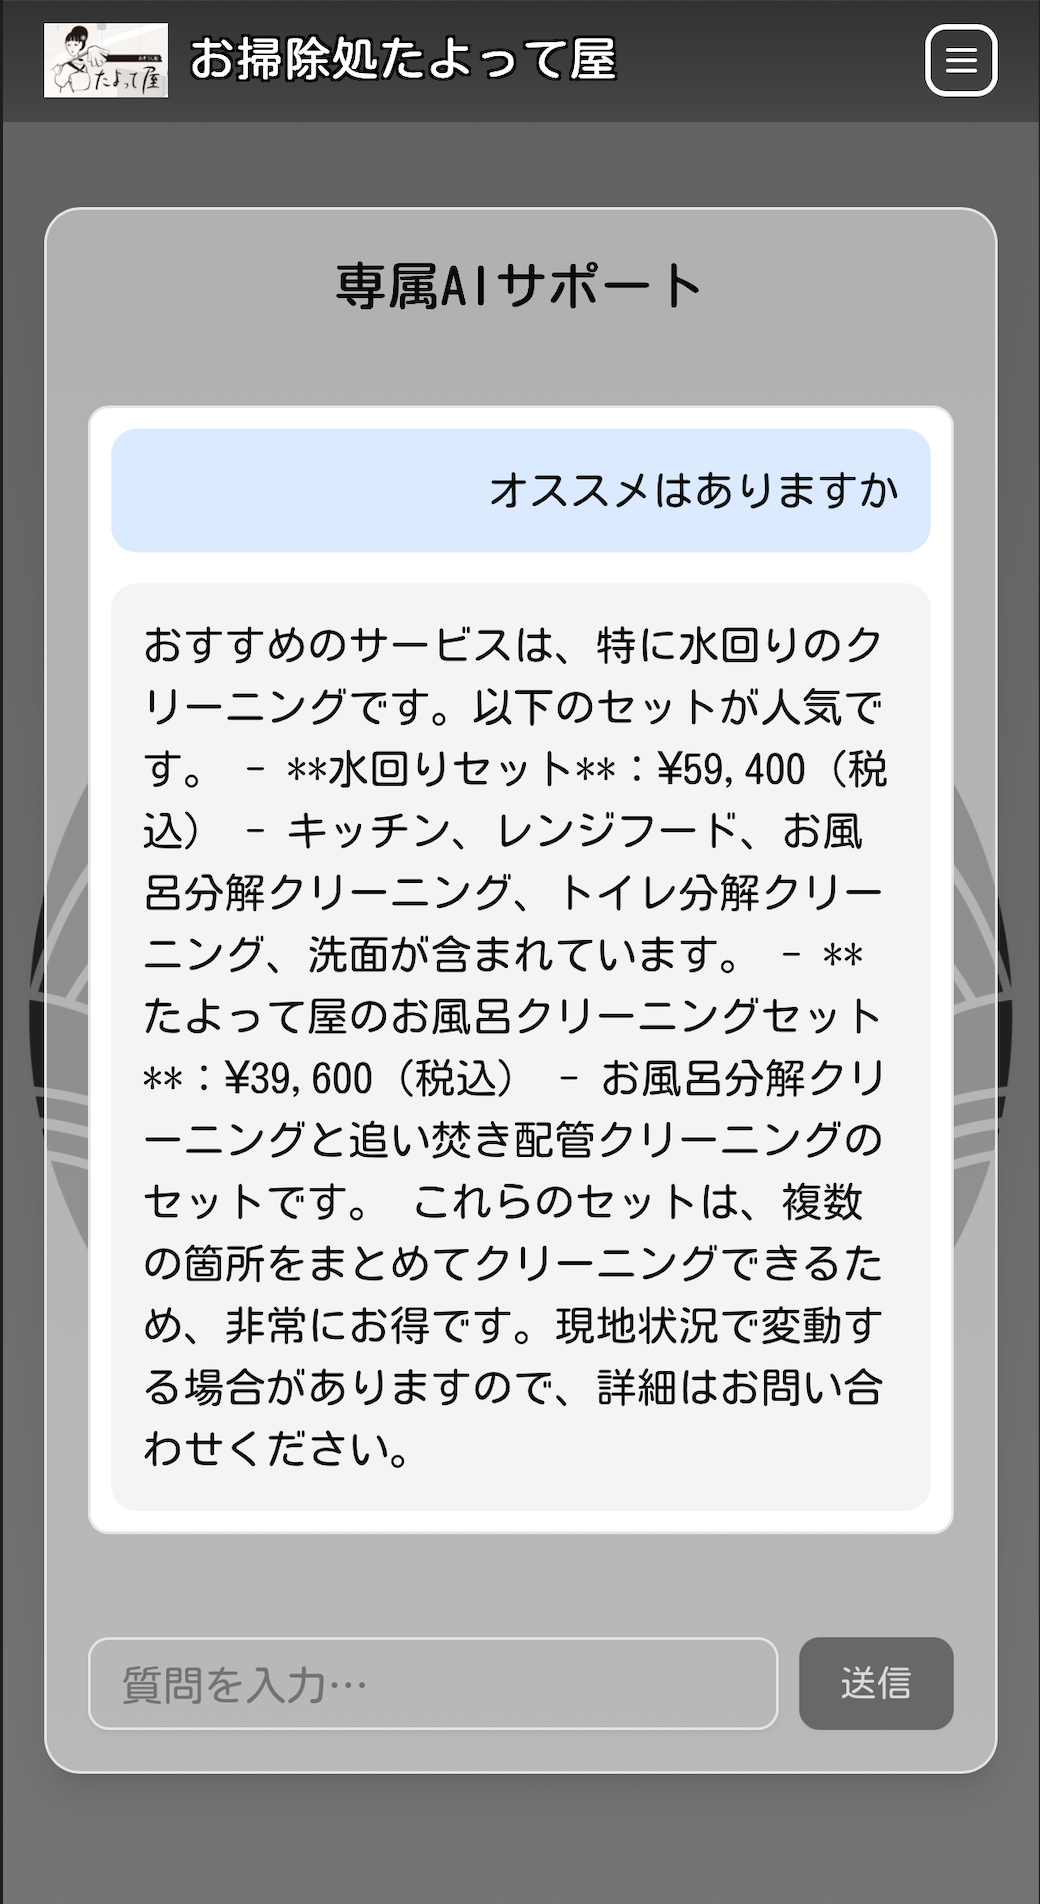 たよって屋
お掃除処たよって屋
専属AIサポート
オススメはありますか
おすすめのサービスは、特に水回りのク
リーニングです。以下のセットが人気で
す。 - **水回りセット**：¥59,400（税
込） - キッチン、レンジフード、お風
呂分解クリーニング、トイレ分解クリー
ニング、洗面が含まれています。 - **
たよって屋のお風呂クリーニングセット
**：¥39,600（税込） - お風呂分解クリ
ーニングと追い焚き配管クリーニングの
セットです。 これらのセットは、複数
の箇所をまとめてクリーニングできるた
め、非常にお得です。現地状況で変動す
る場合がありますので、詳細はお問い合
わせください。
質問を入力…
送信